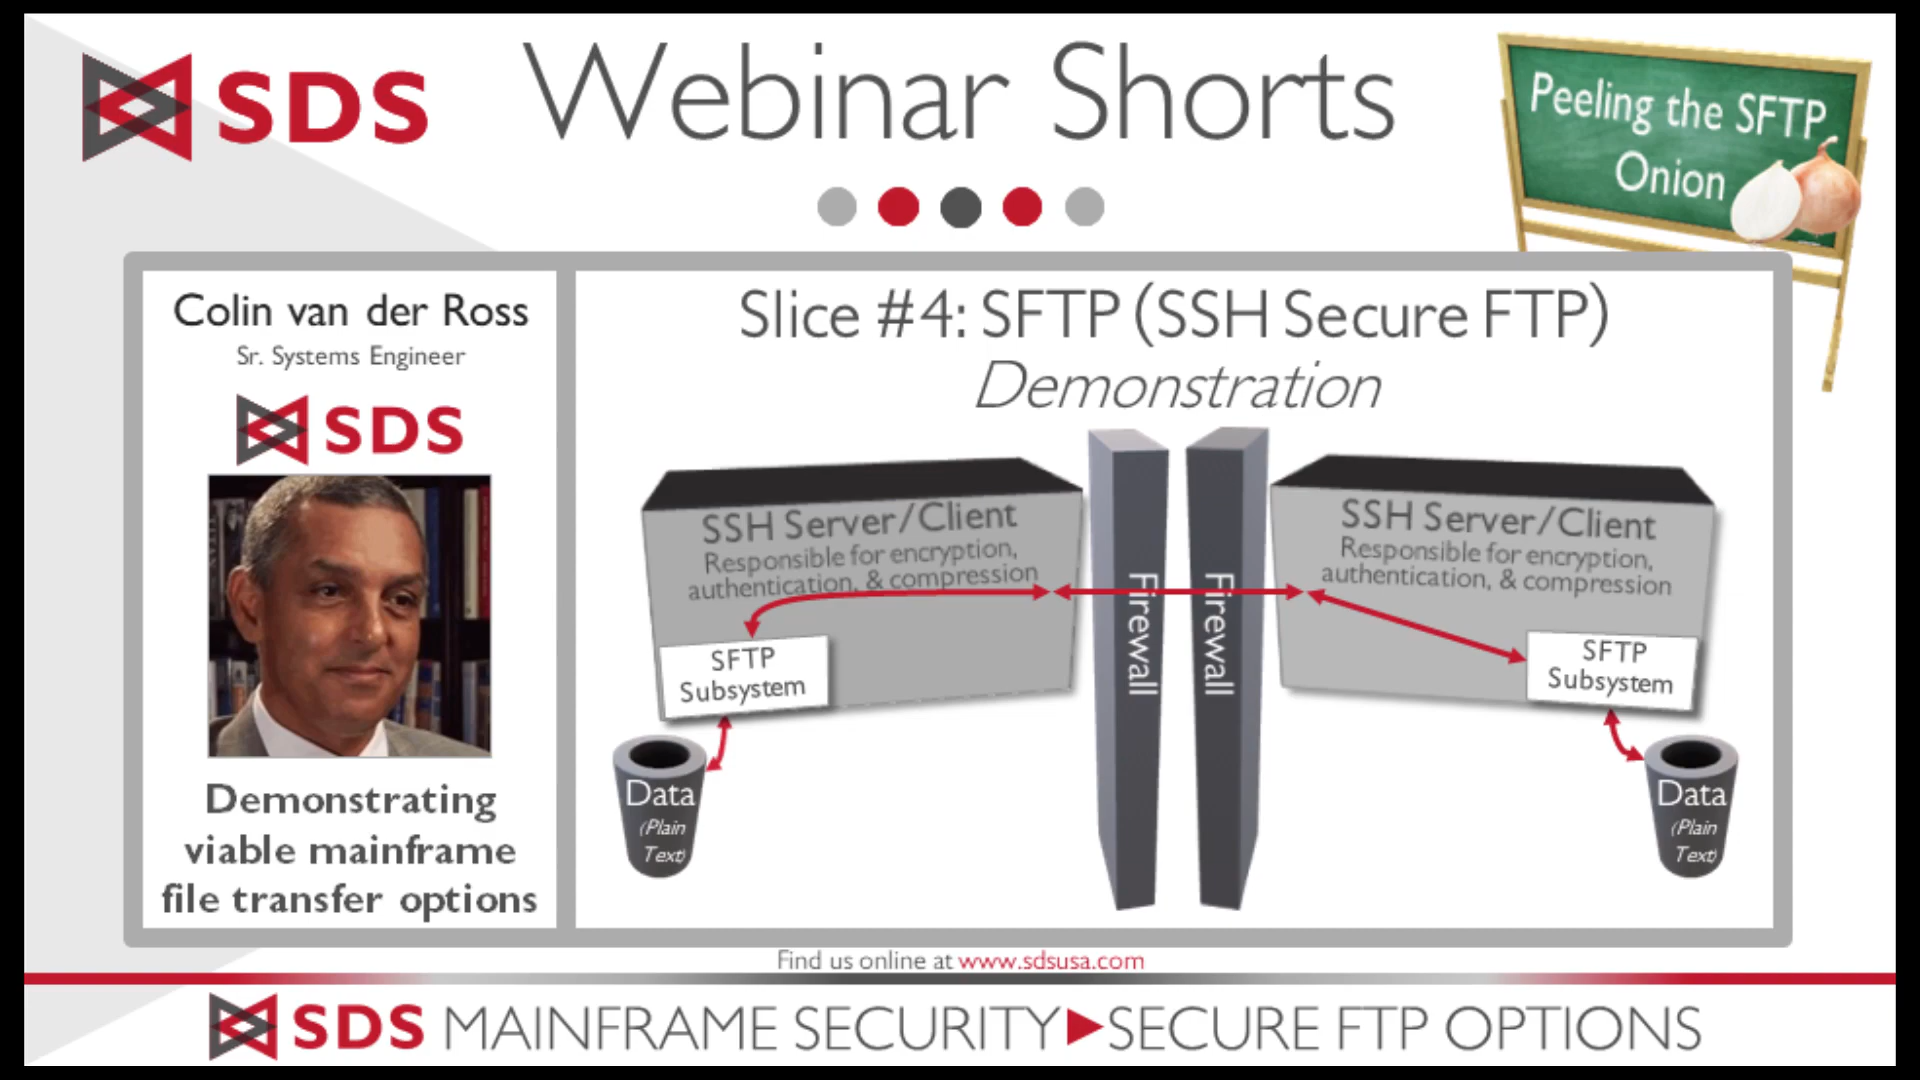 SDS
Webinar Shorts
Peeling the SFTP
Onion
Colin van der Ross
Sr. Systems Engineer
SDS
Demonstrating
viable mainframe
file transfer options
Slice #4: SFTP (SSH Secure FTP)
Demonstration
SSH Server/Client
Responsible for encryption,
authentication, & compression
SFTP
Subsystem
Data
(Plain
Text)
Firewall
Firewall
SSH Server/Client
Responsible for encryption,
authentication, & compression
SFTP
Subsystem
Data
(Plain
Text)
Find us online at www.sdsusa.com
SDS MAINFRAME SECURITY▶SECURE FTP OPTIONS